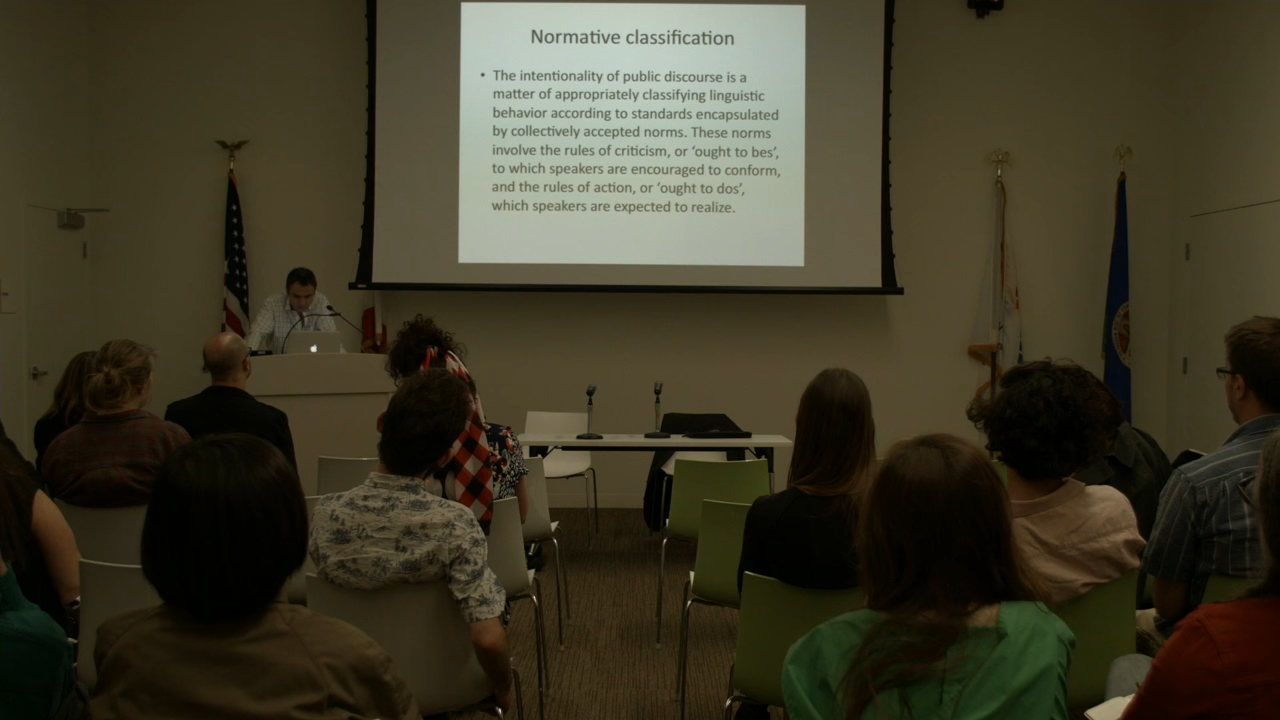 Normative classification
• The intentionality of public discourse is a
matter of appropriately classifying linguistic
behavior according to standards encapsulated
by collectively accepted norms. These norms
involve the rules of criticism, or ‘ought to bes’,
to which speakers are encouraged to conform,
and the rules of action, or ‘ought to dos’,
which speakers are expected to realize.